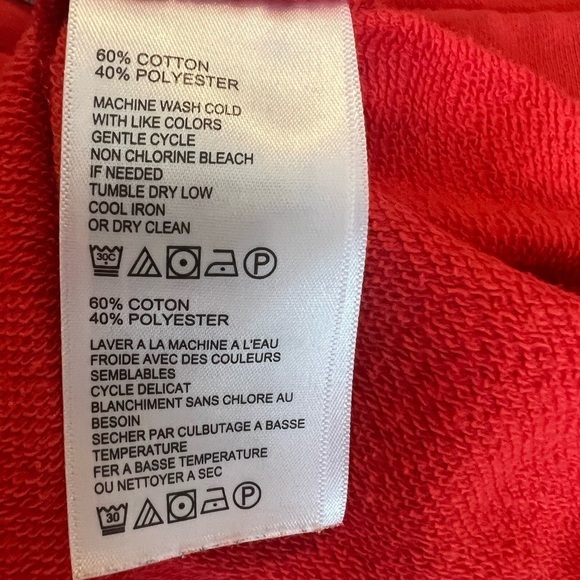 60% COTTON
40% POLYESTER
MACHINE WASH COLD
WITH LIKE COLORS
GENTLE CYCLE
NON CHLORINE BLEACH
IF NEEDED
TUMBLE DRY LOW
COOL IRON
OR DRY CLEAN
30C P
60% COTON
40% POLYESTER
LAVER A LA MACHINE A L'EAU
FROIDE AVEC DES COULEURS
SEMBLABLES
CYCLE DELICAT
BLANCHIMENT SANS CHLORE AU
BESOIN
SECHER PAR CULBUTAGE A BASSE
TEMPERATURE
FER A BASSE TEMPERATURE
OU NETTOYER A SEC
30 P